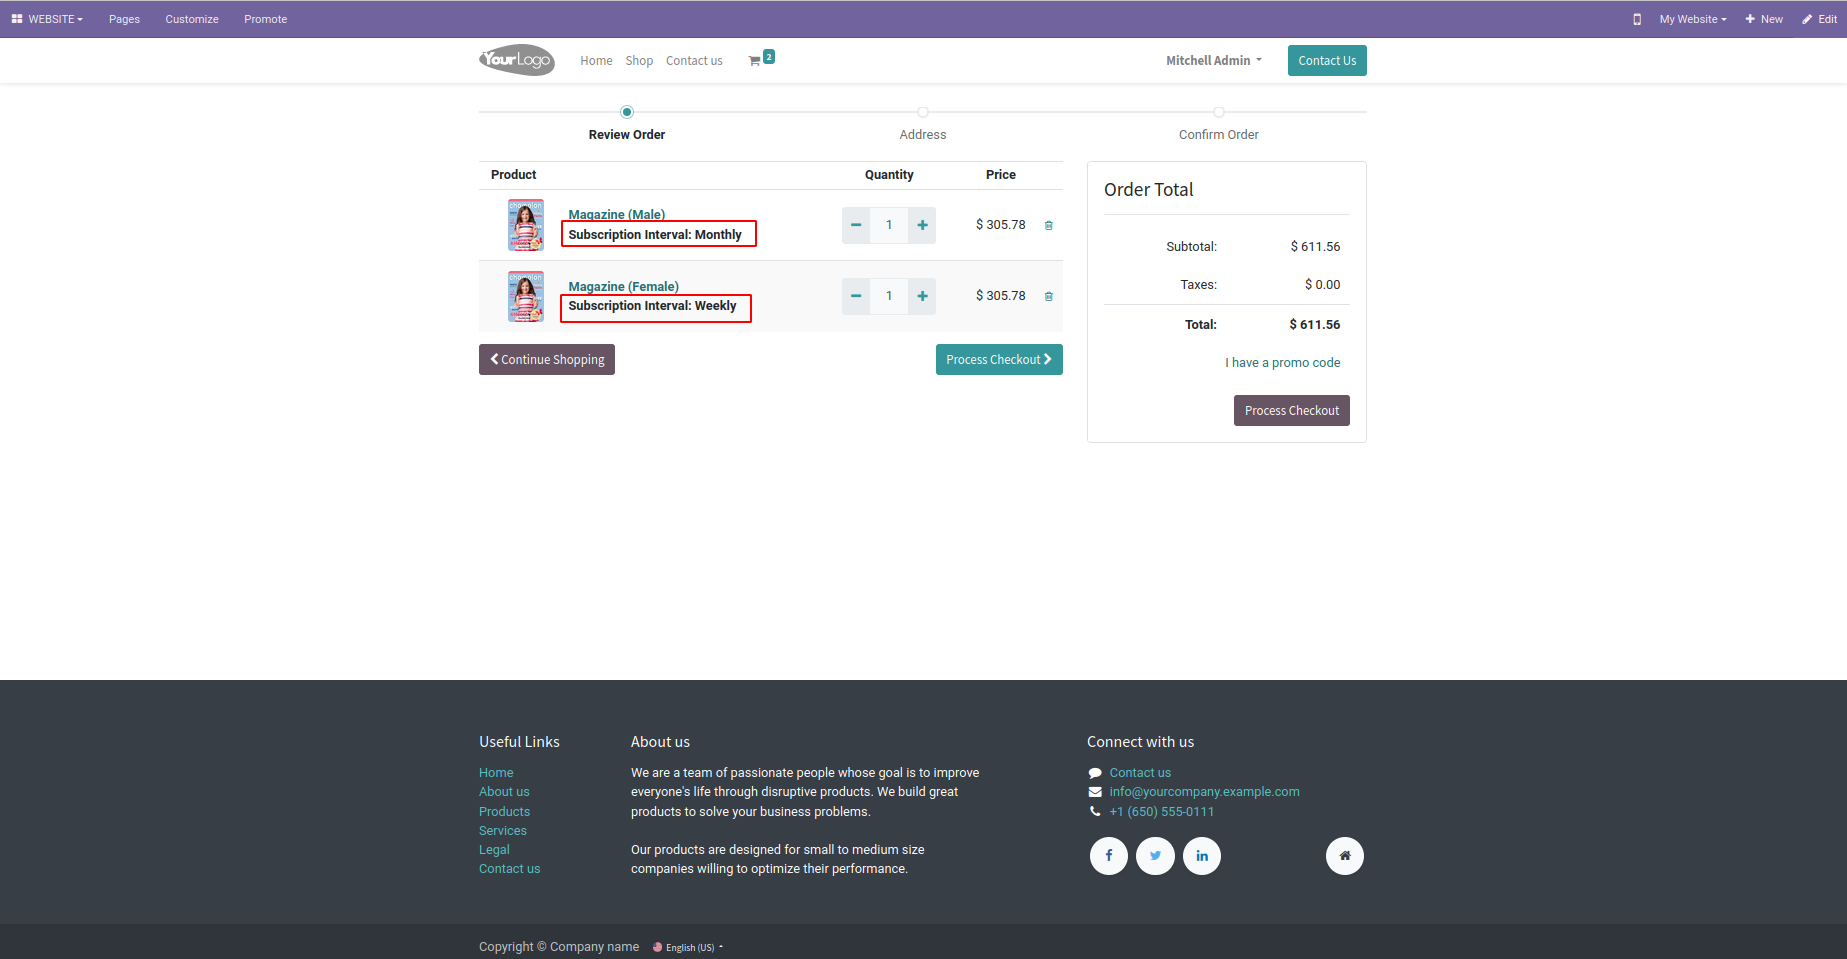 WEBSITE Pages Customize Promote My Website New Edit
YourLogo Home Shop Contact us 2 Mitchell Admin Contact Us
Review Order Address Confirm Order
Product Quantity Price
Magazine (Male)
Subscription Interval: Monthly
1 $ 305.78
Magazine (Female)
Subscription Interval: Weekly
1 $ 305.78
Continue Shopping Process Checkout
Order Total
Subtotal: $ 611.56
Taxes: $ 0.00
Total: $ 611.56
I have a promo code
Process Checkout
Useful Links
Home
About us
Products
Services
Legal
Contact us
About us
We are a team of passionate people whose goal is to improve
everyone's life through disruptive products. We build great
products to solve your business problems.
Our products are designed for small to medium size
companies willing to optimize their performance.
Connect with us
Contact us
info@yourcompany.example.com
+1 (650) 555-0111
Copyright © Company name English (US)